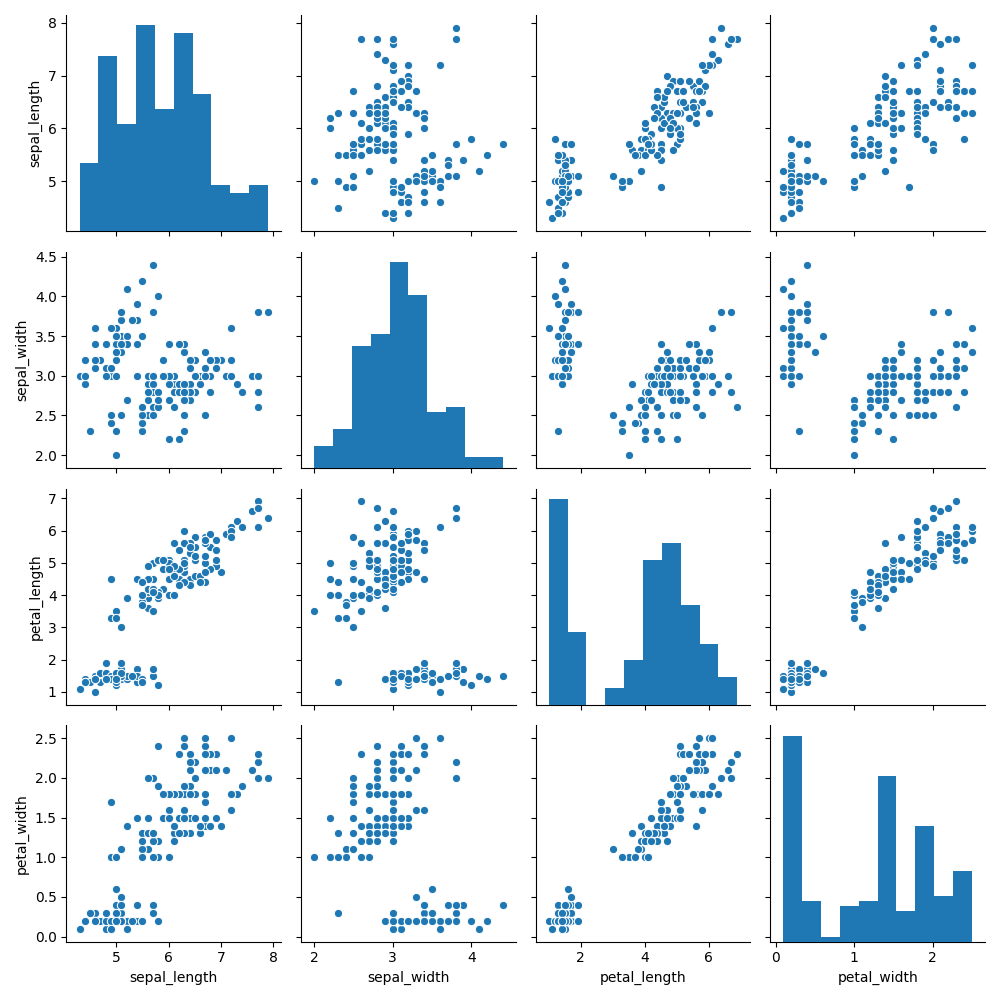 8
7
6
5
sepal_length
4.5
4.0
3.5
3.0
2.5
2.0
sepal_width
7
6
5
4
3
2
1
petal_length
2.5
2.0
1.5
1.0
0.5
0.0
petal_width
5 6 7 8
sepal_length
2 3 4
sepal_width
2 4 6
petal_length
0 1 2
petal_width